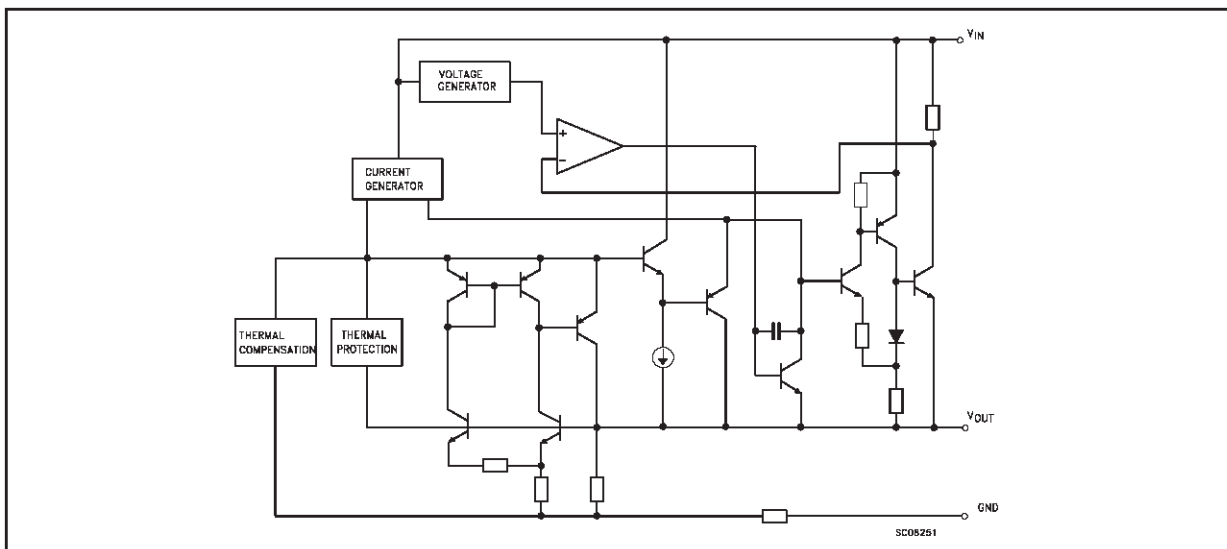 VIN
VOLTAGE
GENERATOR
+
−
CURRENT
GENERATOR
THERMAL
COMPENSATION
THERMAL
PROTECTION
VOUT
GND
SC08251